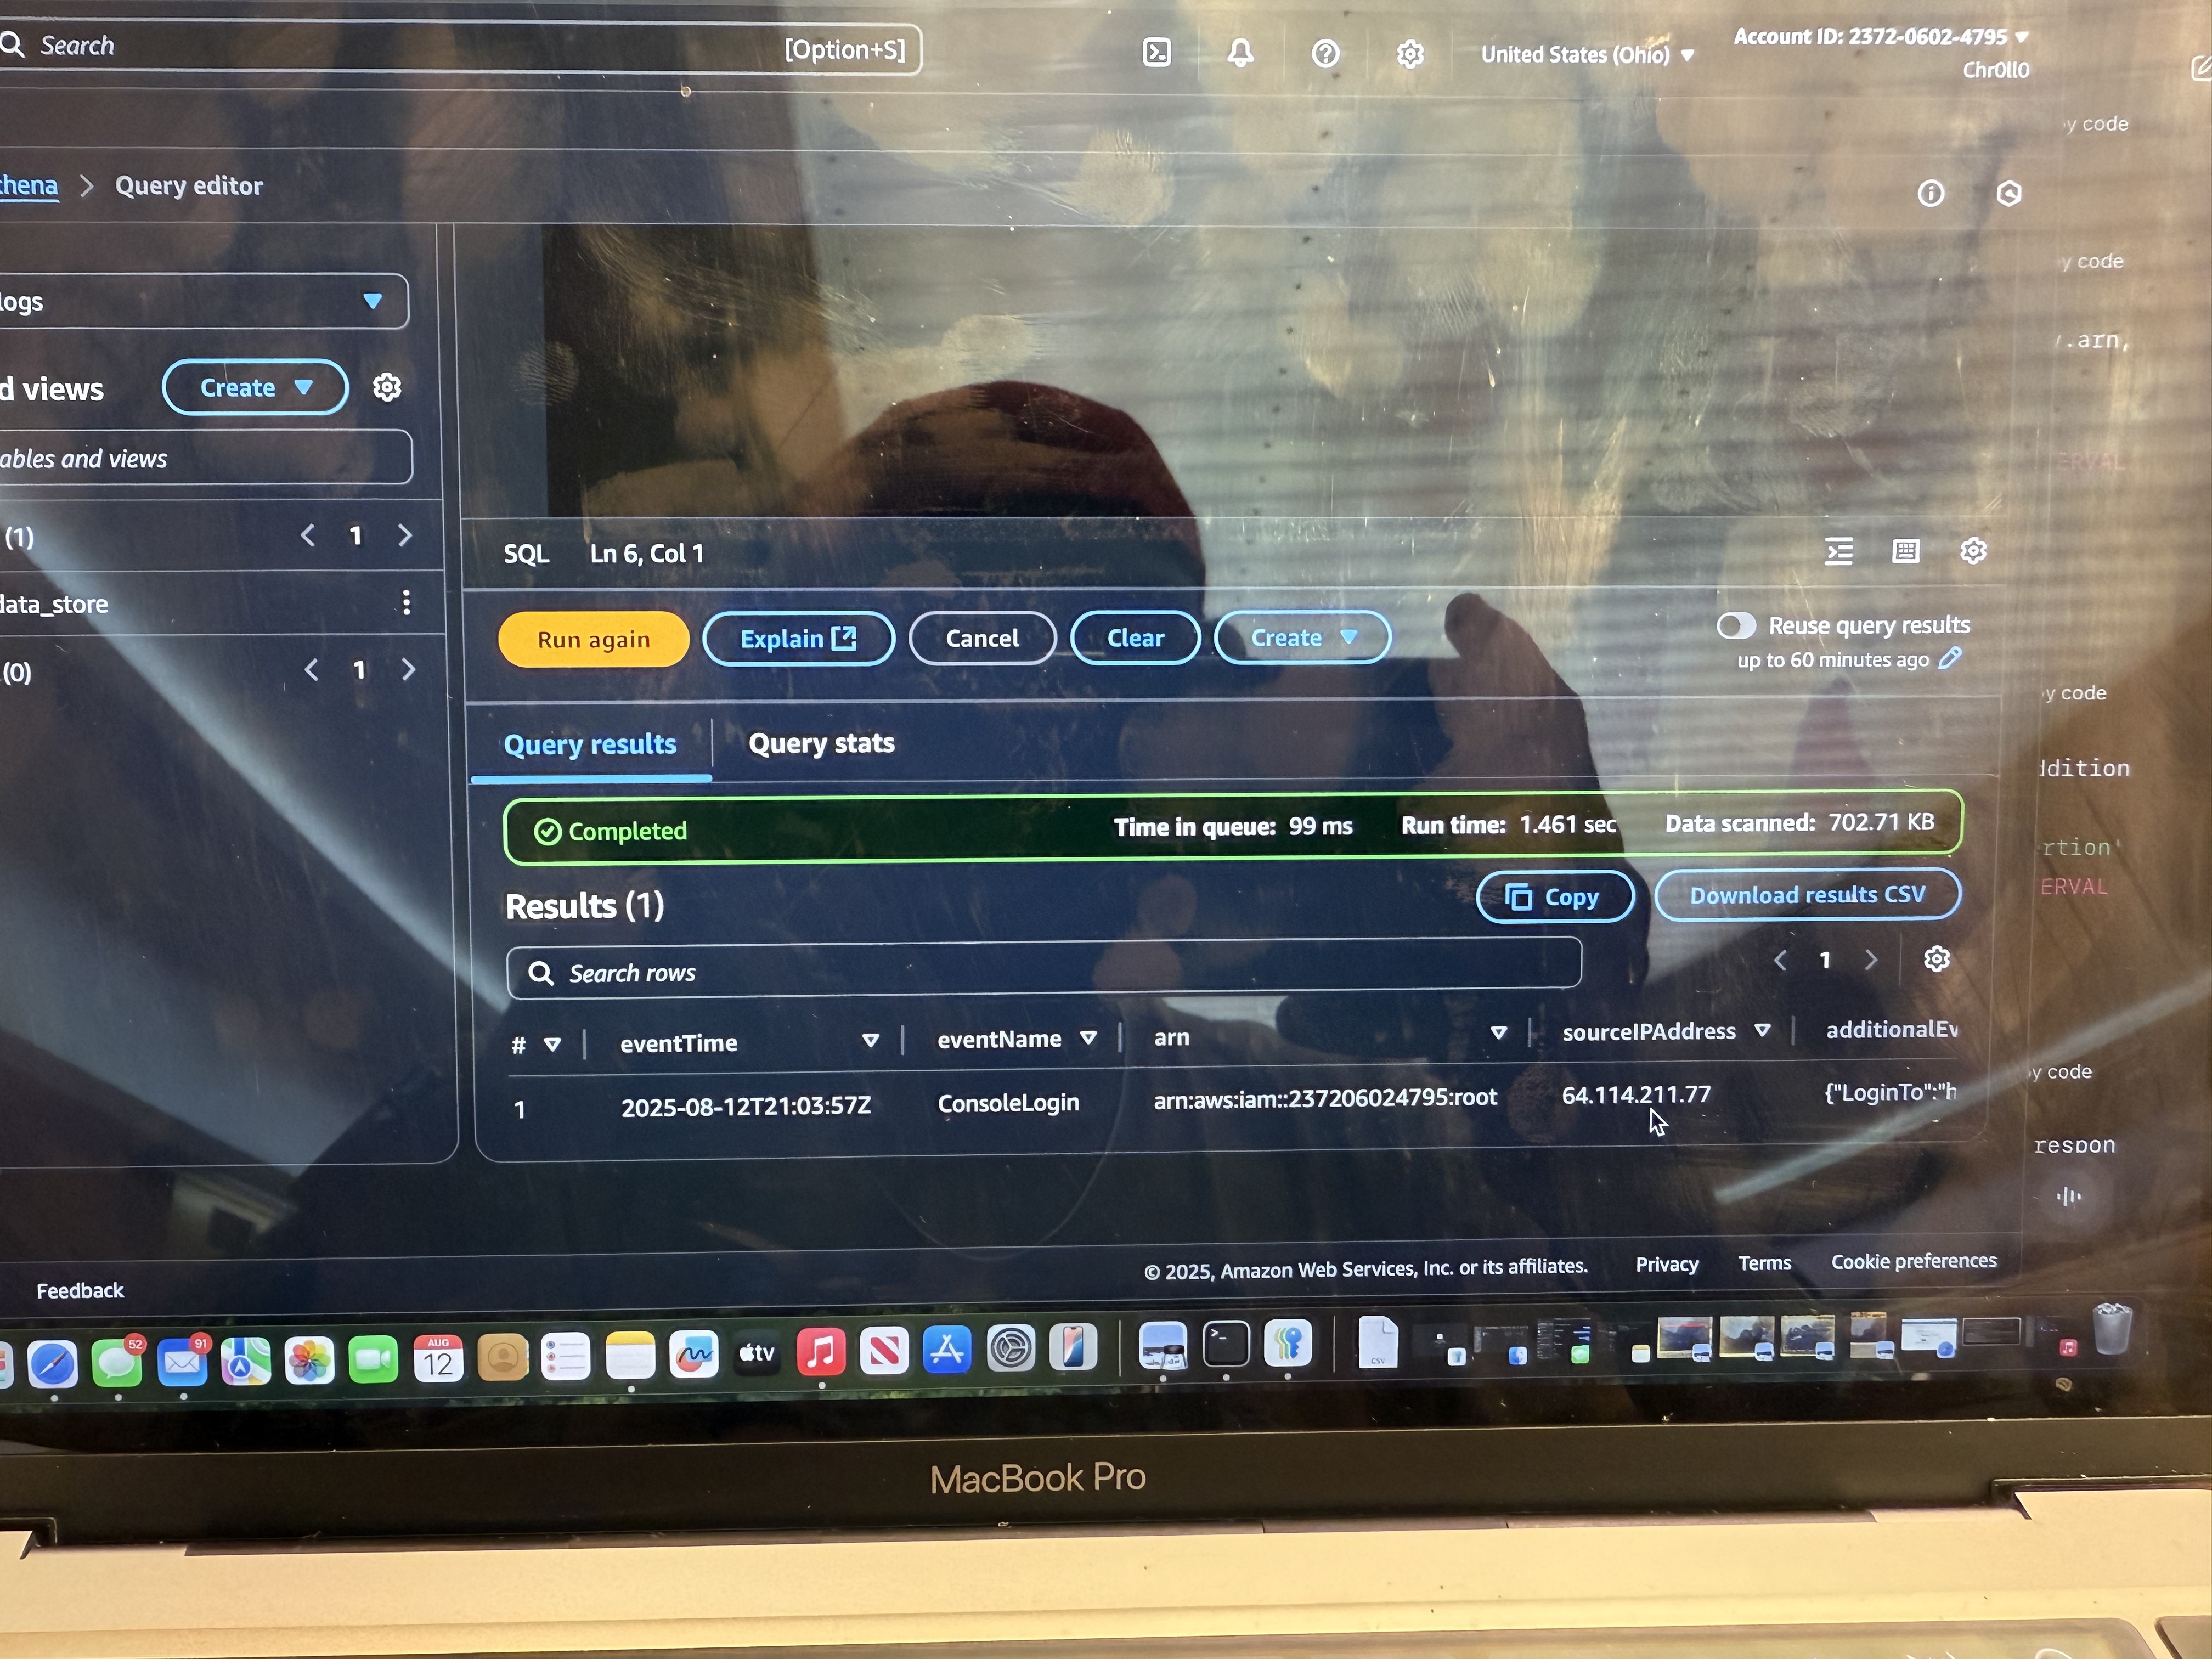 Search
[Option+S]
United States (Ohio)
Account ID: 2372-0602-4795
Chr0ll0
y code
thena
Query editor
y code
logs
.arn,
d views
Create
ERVAL
ables and views
(1)
1
SQL
Ln 6, Col 1
data_store
Run again
Explain
Cancel
Clear
Create
Reuse query results
up to 60 minutes ago
(0)
1
y code
Query results
Query stats
ddition
Completed
Time in queue: 99 ms
Run time: 1.461 sec
Data scanned: 702.71 KB
rtion'
ERVAL
Results (1)
Copy
Download results CSV
Search rows
1
#
eventTime
eventName
arn
sourceIPAddress
additionalEv
y code
1
2025-08-12T21:03:57Z
ConsoleLogin
arn:aws:iam::237206024795:root
64.114.211.77
{"LoginTo":"h
respon
Feedback
© 2025, Amazon Web Services, Inc. or its affiliates.
Privacy
Terms
Cookie preferences
52
91
AUG
12
tv
CSV
MacBook Pro